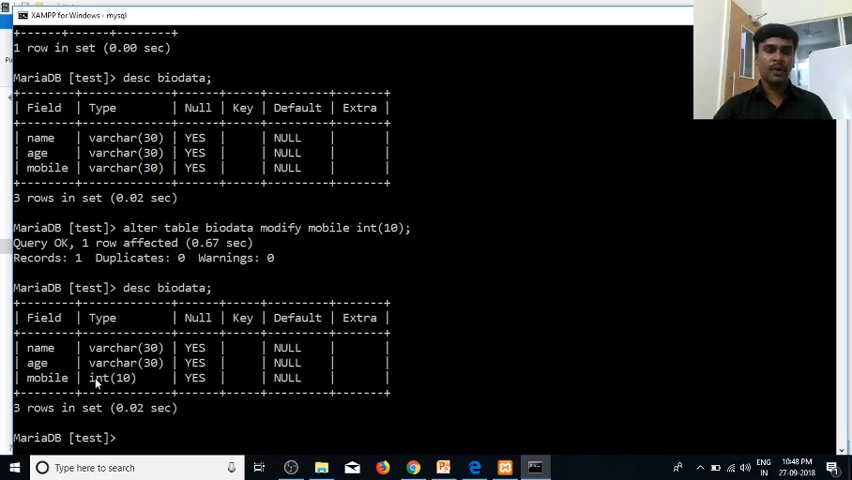 XAMPP for Windows - mysql
+------+------+--------+
1 row in set (0.00 sec)
MariaDB [test]> desc biodata;
+--------+-------------+------+-----+---------+-------+
| Field  | Type        | Null | Key | Default | Extra |
+--------+-------------+------+-----+---------+-------+
| name   | varchar(30) | YES  |     | NULL    |       |
| age    | varchar(30) | YES  |     | NULL    |       |
| mobile | varchar(30) | YES  |     | NULL    |       |
+--------+-------------+------+-----+---------+-------+
3 rows in set (0.02 sec)
MariaDB [test]> alter table biodata modify mobile int(10);
Query OK, 1 row affected (0.67 sec)
Records: 1  Duplicates: 0  Warnings: 0
MariaDB [test]> desc biodata;
+--------+-------------+------+-----+---------+-------+
| Field  | Type        | Null | Key | Default | Extra |
+--------+-------------+------+-----+---------+-------+
| name   | varchar(30) | YES  |     | NULL    |       |
| age    | varchar(30) | YES  |     | NULL    |       |
| mobile | int(10)     | YES  |     | NULL    |       |
+--------+-------------+------+-----+---------+-------+
3 rows in set (0.02 sec)
MariaDB [test]>
Type here to search
ENG 10:48 PM
IN 27-09-2018